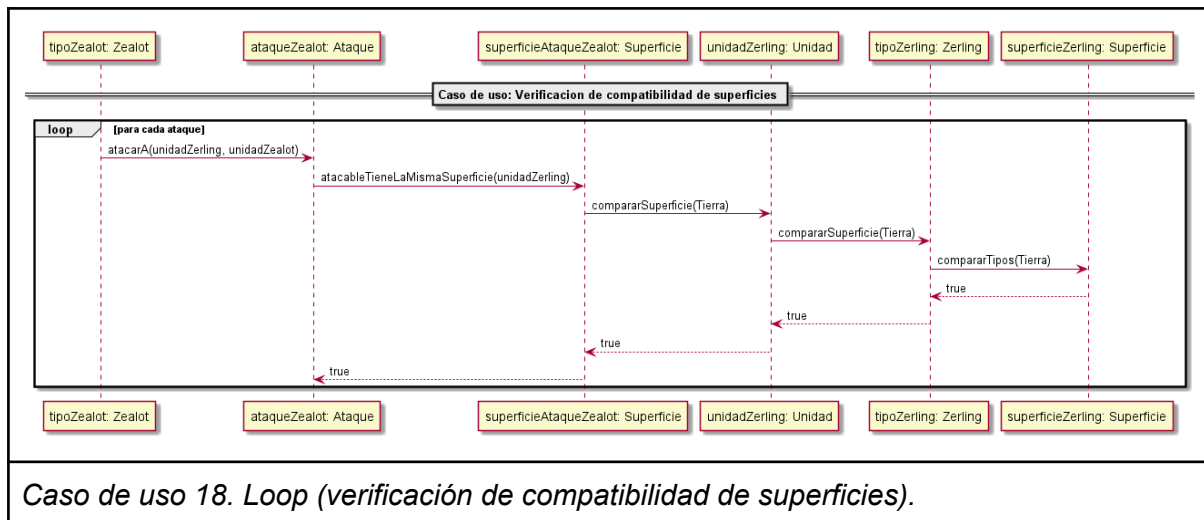 tipoZealot: Zealot ataqueZealot: Ataque superficieAtaqueZealot: Superficie unidadZerling: Unidad tipoZerling: Zerling superficieZerling: Superficie
Caso de uso: Verificacion de compatibilidad de superficies
loop [para cada ataque]
atacarA(unidadZerling, unidadZealot)
atacableTieneLaMismaSuperficie(unidadZerling)
compararSuperficie(Tierra)
compararSuperficie(Tierra)
compararTipos(Tierra)
true
true
true
true
tipoZealot: Zealot ataqueZealot: Ataque superficieAtaqueZealot: Superficie unidadZerling: Unidad tipoZerling: Zerling superficieZerling: Superficie
Caso de uso 18. Loop (verificación de compatibilidad de superficies).